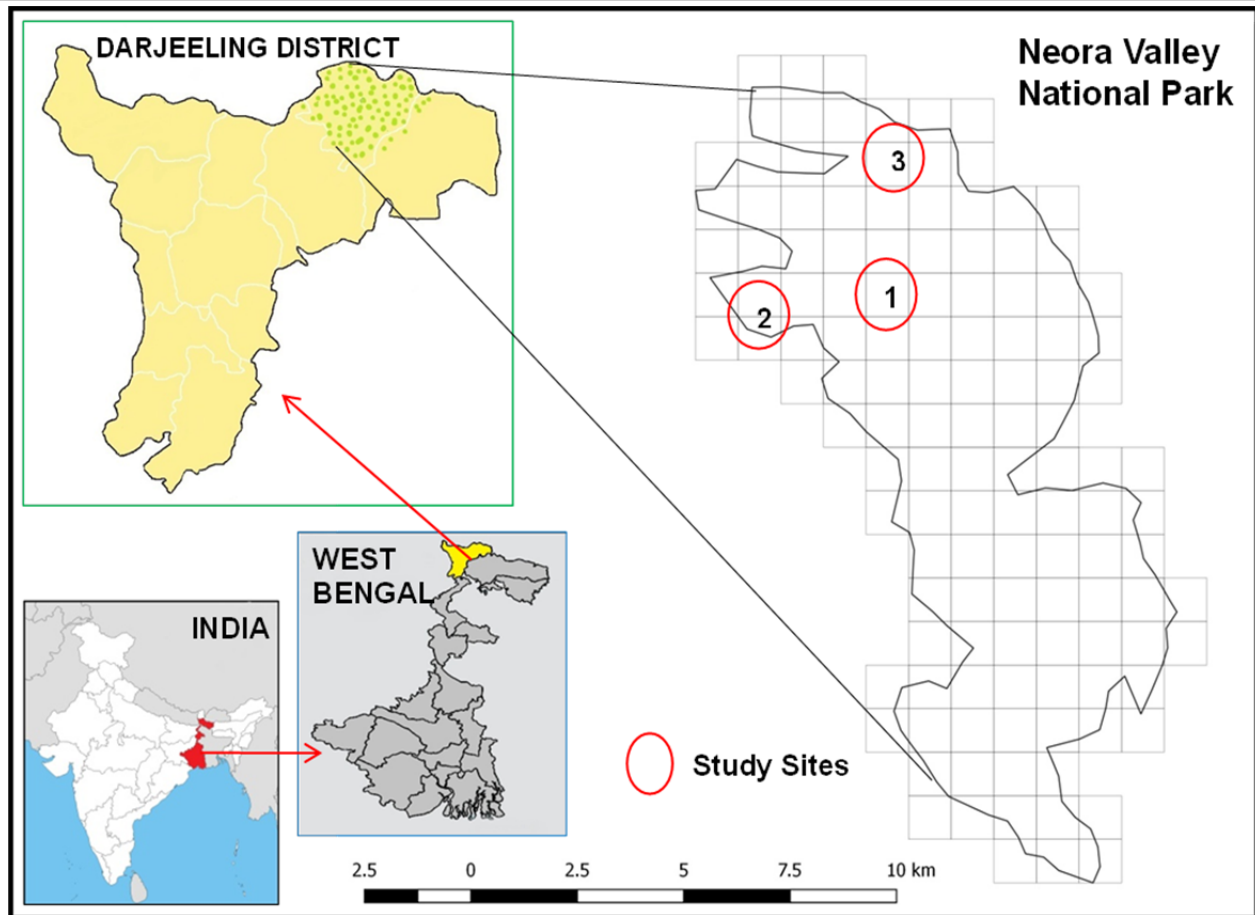 DARJEELING DISTRICT
Neora Valley
National Park
3
1
2
WEST
BENGAL
INDIA
Study Sites
2.5 0 2.5 5 7.5 10 km